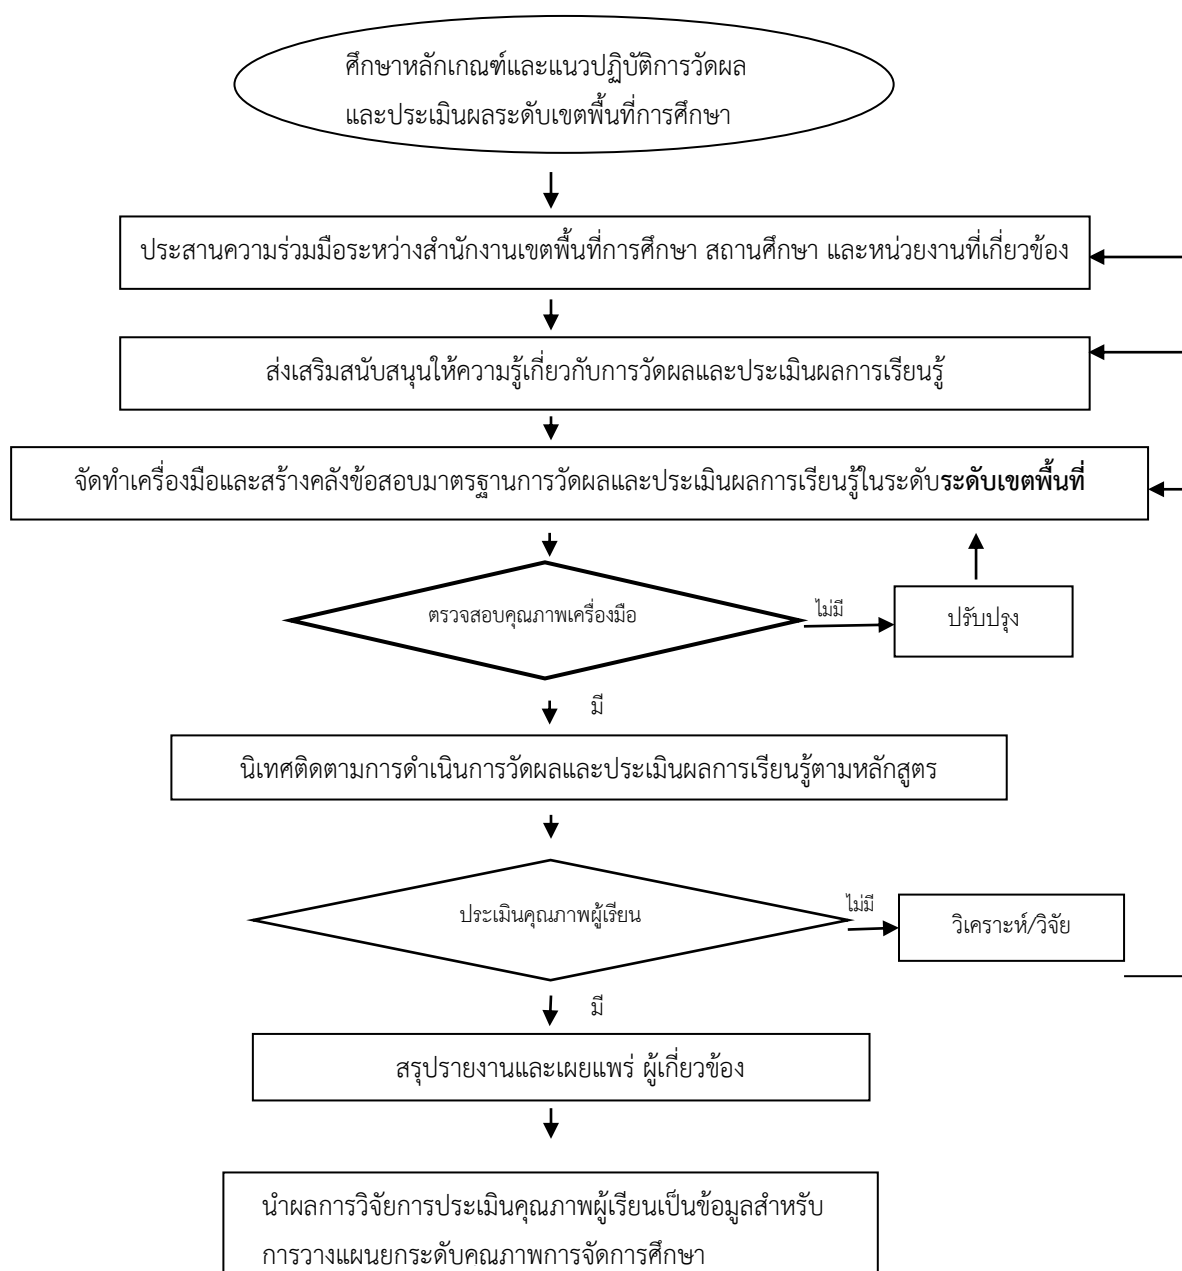 ศึกษาหลักเกณฑ์และแนวปฏิบัติการวัดผล
และประเมินผลระดับเขตพื้นที่การศึกษา
ประสานความร่วมมือระหว่างสำนักงานเขตพื้นที่การศึกษา สถานศึกษา และหน่วยงานที่เกี่ยวข้อง
ส่งเสริมสนับสนุนให้ความรู้เกี่ยวกับการวัดผลและประเมินผลการเรียนรู้
จัดทำเครื่องมือและสร้างคลังข้อสอบมาตรฐานการวัดผลและประเมินผลการเรียนรู้ในระดับระดับเขตพื้นที่
ตรวจสอบคุณภาพเครื่องมือ
ไม่มี
ปรับปรุง
มี
นิเทศติดตามการดำเนินการวัดผลและประเมินผลการเรียนรู้ตามหลักสูตร
ประเมินคุณภาพผู้เรียน
ไม่มี
วิเคราะห์/วิจัย
มี
สรุปรายงานและเผยแพร่ ผู้เกี่ยวข้อง
นำผลการวิจัยการประเมินคุณภาพผู้เรียนเป็นข้อมูลสำหรับ
การวางแผนยกระดับคุณภาพการจัดการศึกษา